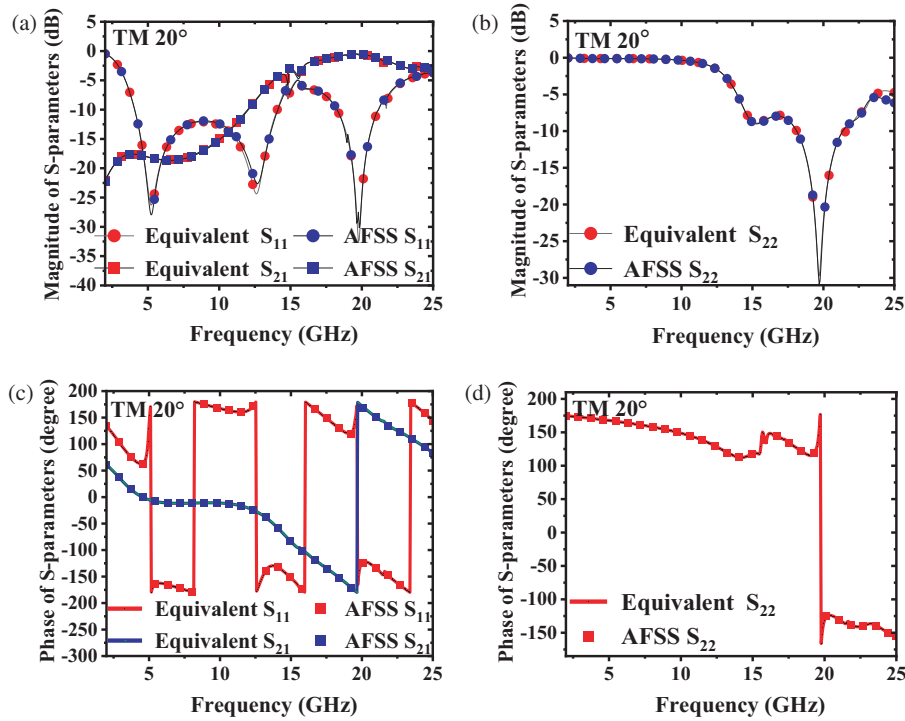 (a)
TM 20°
Magnitude of S-parameters (dB)
5
0
-5
-10
-15
-20
-25
-30
-35
-40
Equivalent S11
AFSS S11
Equivalent S21
AFSS S21
5 10 15 20 25
Frequency (GHz)
(b)
TM 20°
Magnitude of S-parameters (dB)
5
0
-5
-10
-15
-20
-25
-30
Equivalent S22
AFSS S22
5 10 15 20 25
Frequency (GHz)
(c)
TM 20°
Phase of S-parameters (degree)
200
150
100
50
0
-50
-100
-150
-200
-250
-300
Equivalent S11
AFSS S11
Equivalent S21
AFSS S21
5 10 15 20 25
Frequency (GHz)
(d)
TM 20°
Phase of S-parameters (degree)
200
150
100
50
0
-50
-100
-150
Equivalent S22
AFSS S22
5 10 15 20 25
Frequency (GHz)